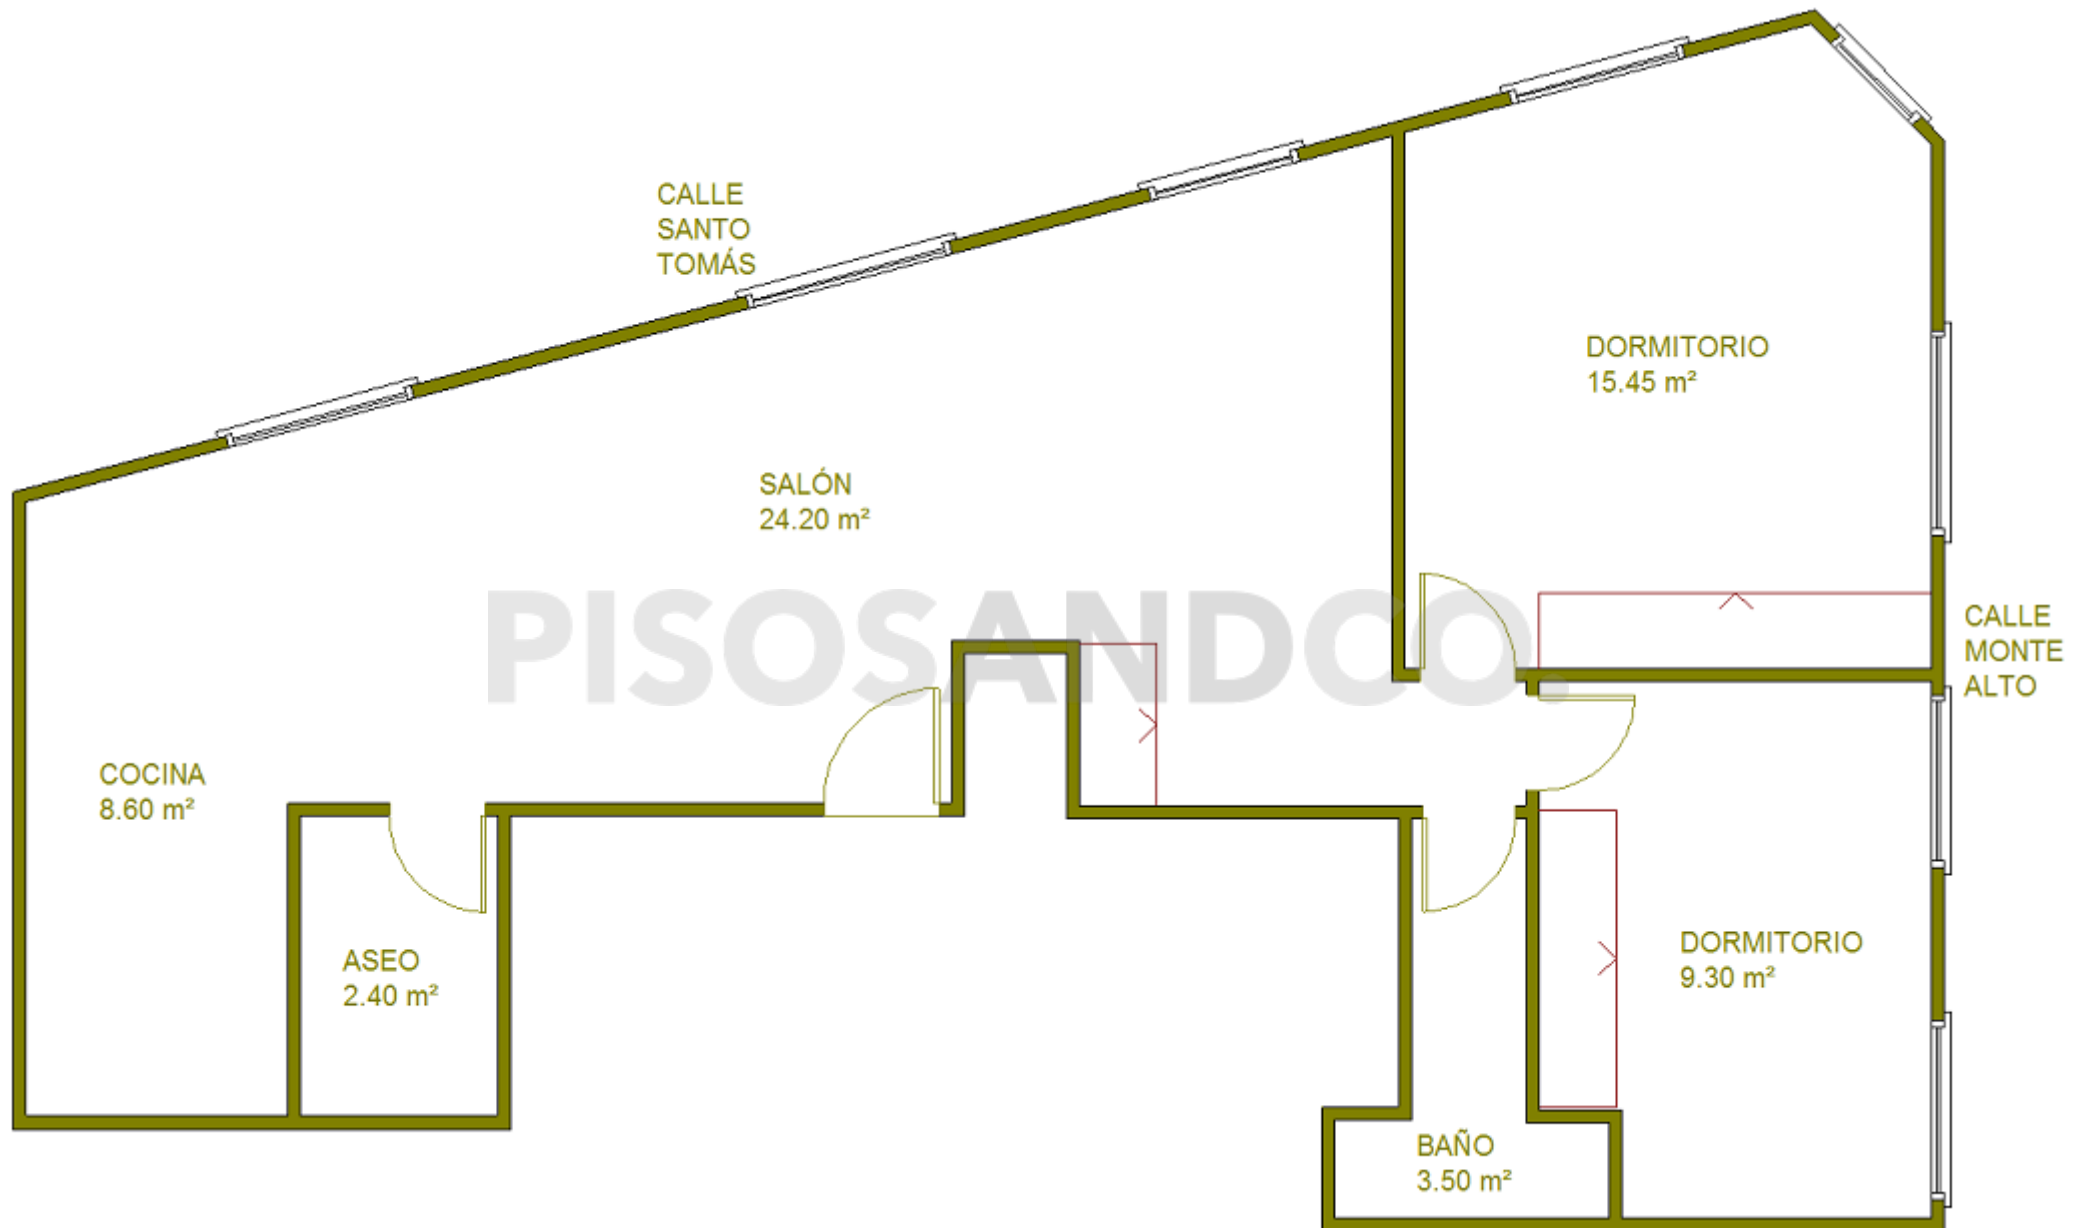 CALLE
SANTO
TOMÁS
DORMITORIO
15.45 m²
SALÓN
24.20 m²
PISOSANDCO.
CALLE
MONTE
ALTO
COCINA
8.60 m²
ASEO
2.40 m²
DORMITORIO
9.30 m²
BAÑO
3.50 m²